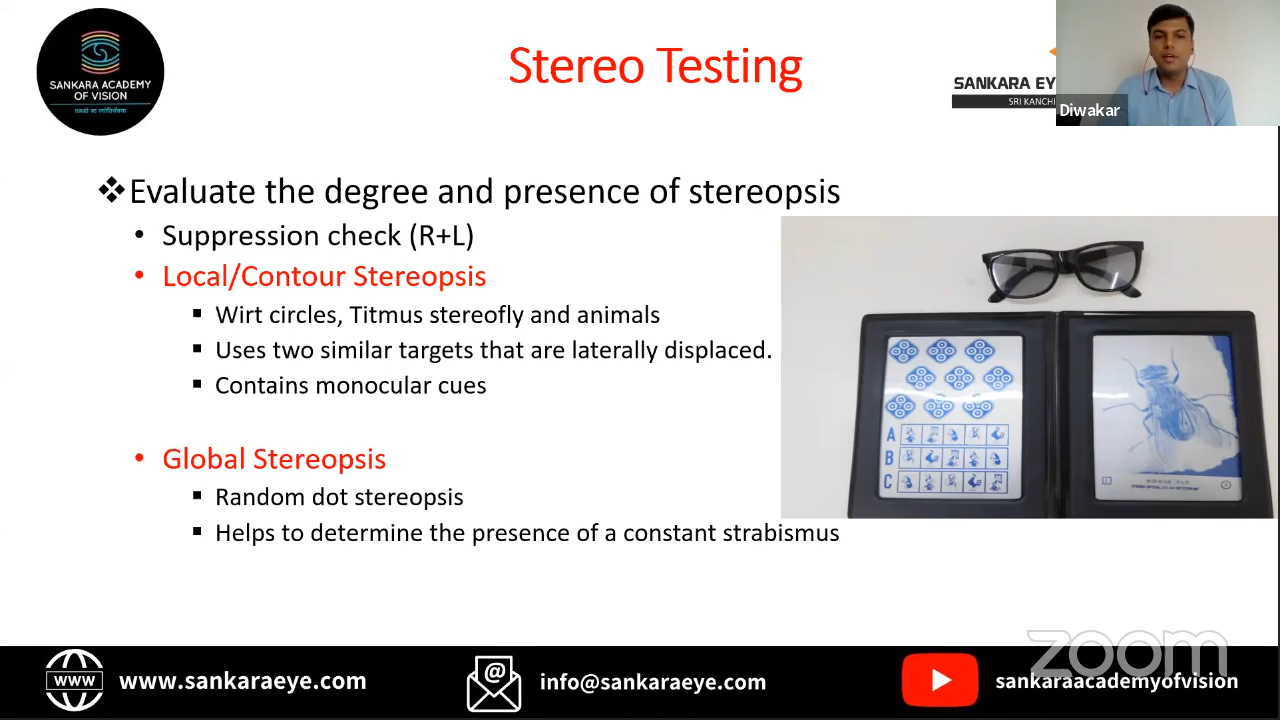 SANKARA ACADEMY
OF VISION
Stereo Testing
SANKARA EY
SRI KANCHI
Diwakar
❖Evaluate the degree and presence of stereopsis
• Suppression check (R+L)
• Local/Contour Stereopsis
▪ Wirt circles, Titmus stereofly and animals
▪ Uses two similar targets that are laterally displaced.
▪ Contains monocular cues
• Global Stereopsis
▪ Random dot stereopsis
▪ Helps to determine the presence of a constant strabismus
A
B
C
L
www
www.sankaraeye.com
@
info@sankaraeye.com
sankaraacademyofvision
zoom